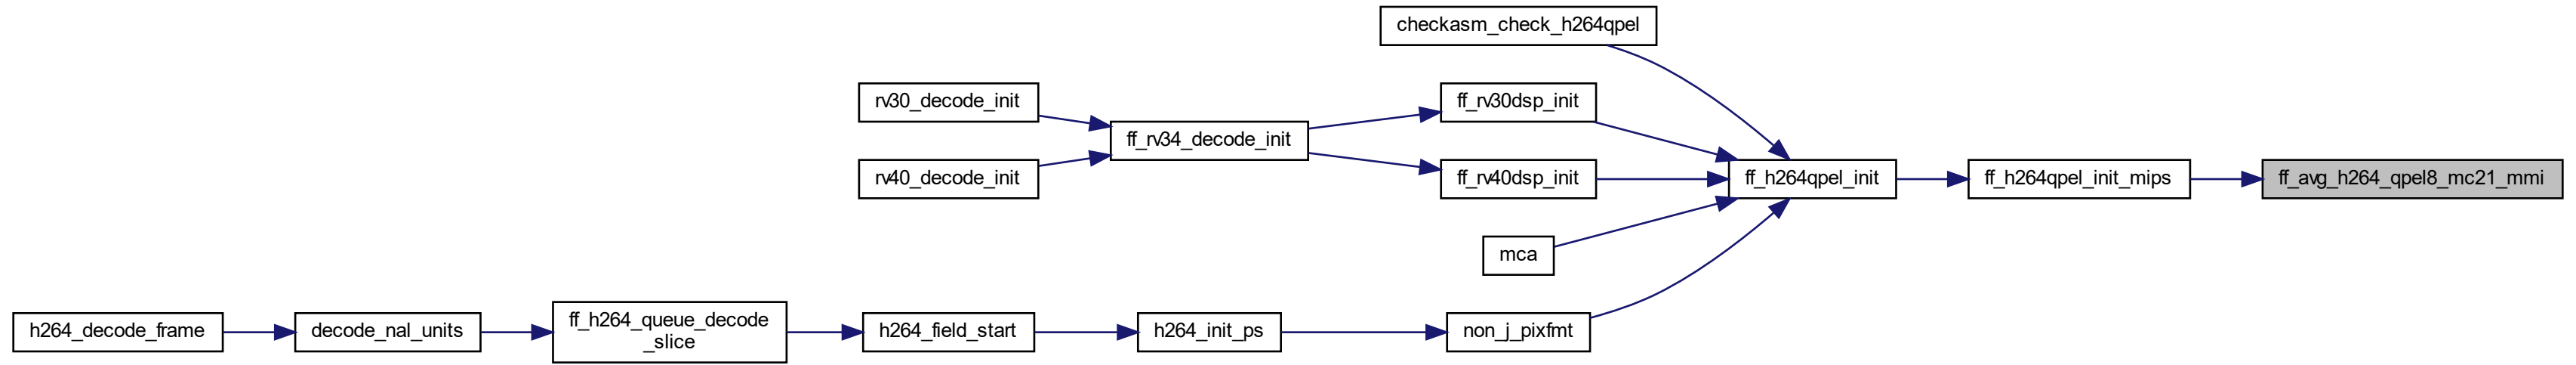 checkasm_check_h264qpel
rv30_decode_init
ff_rv30dsp_init
ff_rv34_decode_init
rv40_decode_init
ff_rv40dsp_init
ff_h264qpel_init
ff_h264qpel_init_mips
ff_avg_h264_qpel8_mc21_mmi
mca
h264_decode_frame
decode_nal_units
ff_h264_queue_decode
_slice
h264_field_start
h264_init_ps
non_j_pixfmt